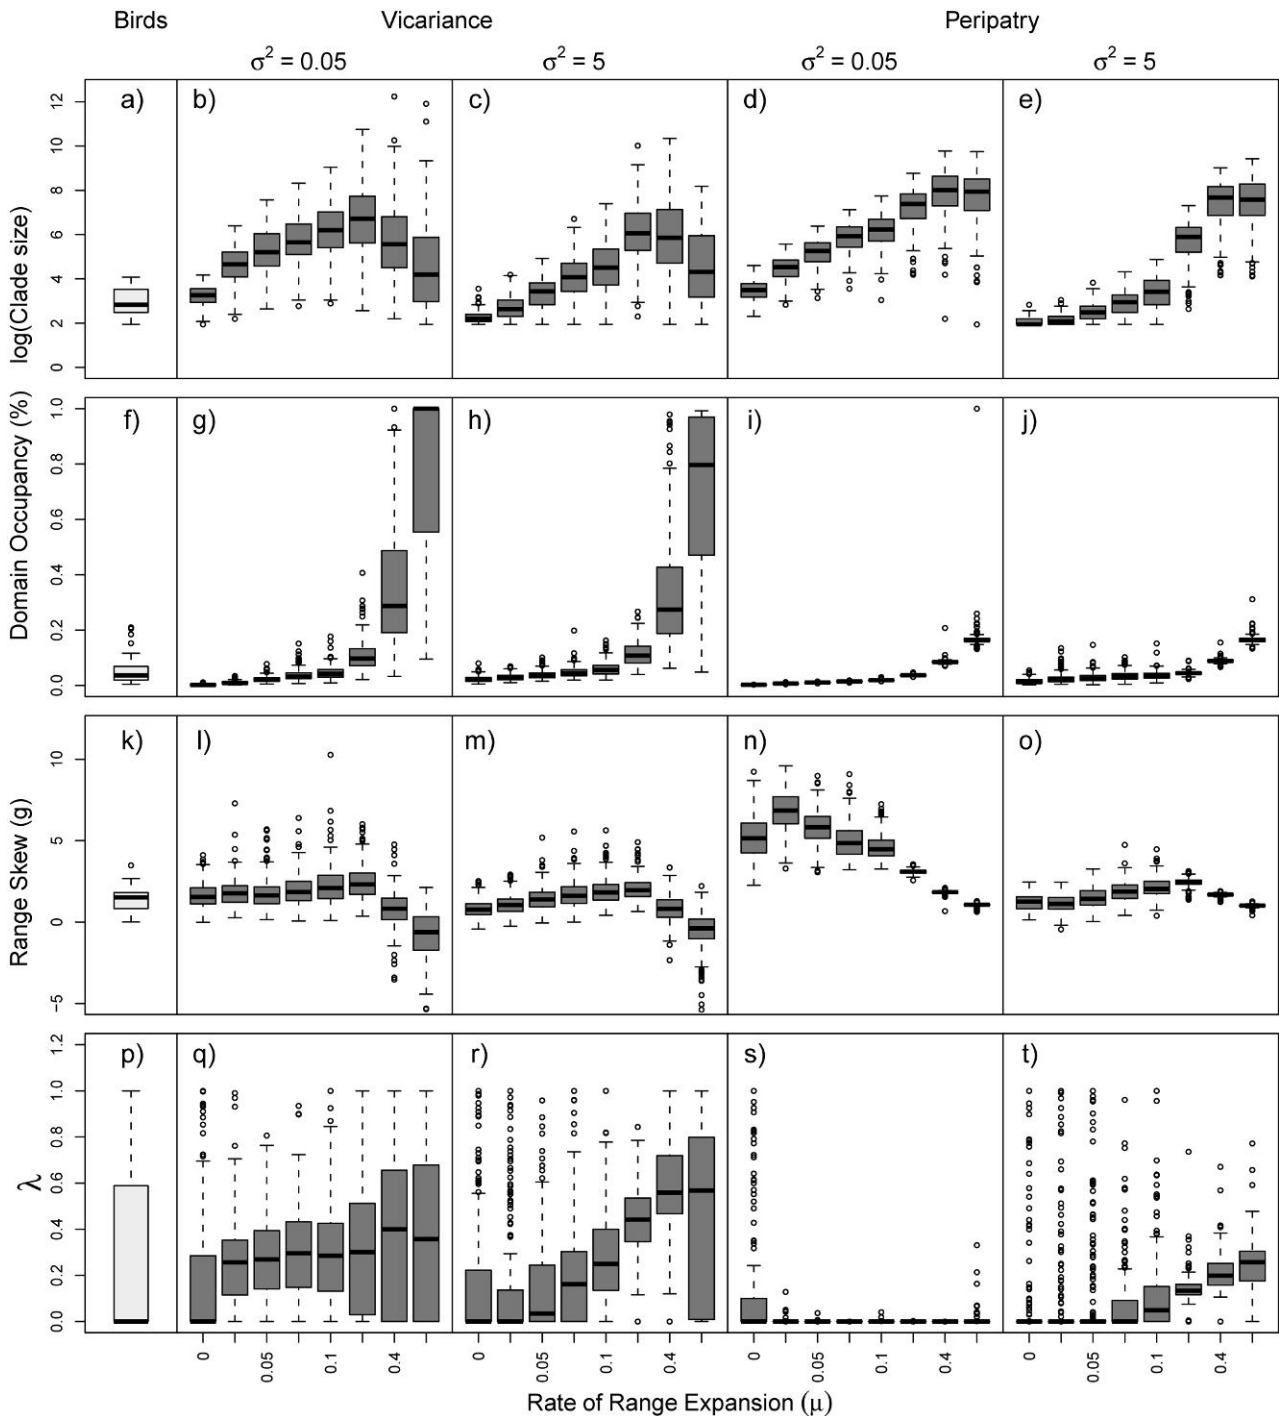 Birds Vicariance Peripatry
σ² = 0.05 σ² = 5 σ² = 0.05 σ² = 5
a) b) c) d) e)
log(Clade size)
12
10
8
6
4
2
0
f) g) h) i) j)
Domain Occupancy (%)
1.0
0.8
0.6
0.4
0.2
0.0
k) l) m) n) o)
Range Skew (g)
10
5
0
−5
p) q) r) s) t)
λ
1.2
1.0
0.8
0.6
0.4
0.2
0.0
0 0.05 0.1 0.4 0 0.05 0.1 0.4 0 0.05 0.1 0.4 0 0.05 0.1 0.4
Rate of Range Expansion (μ)